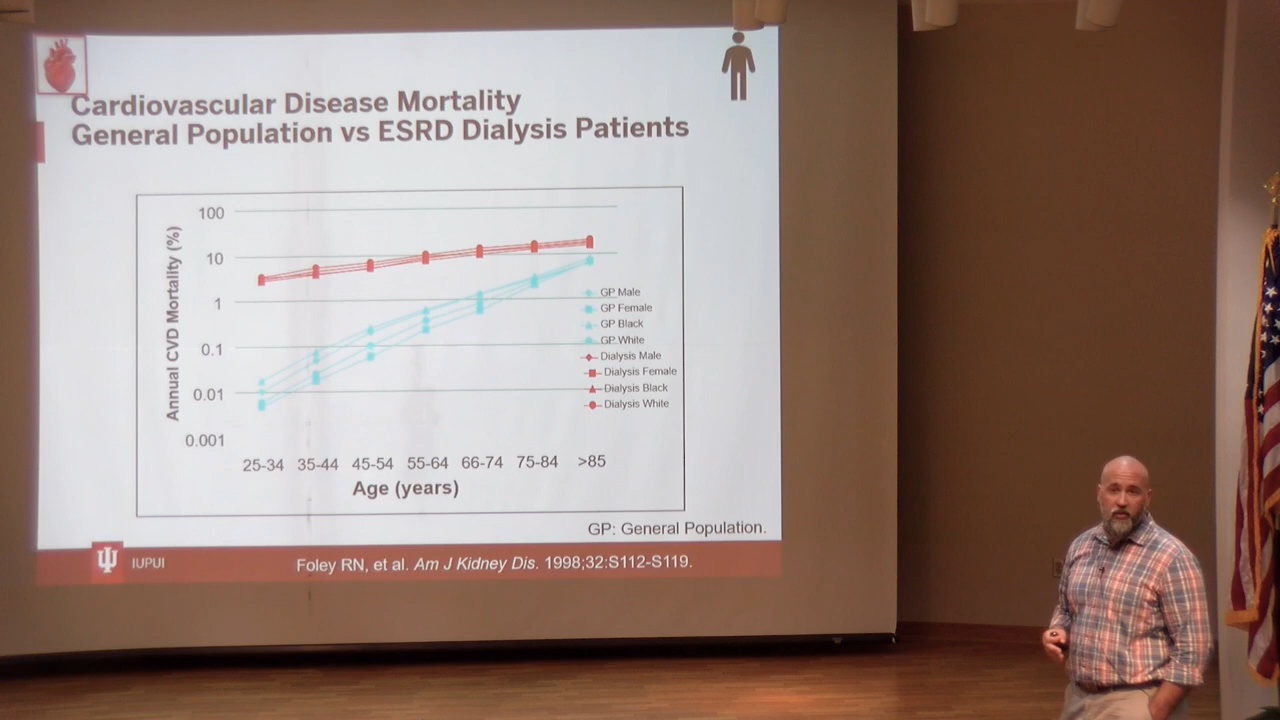 Cardiovascular Disease Mortality
General Population vs ESRD Dialysis Patients
Annual CVD Mortality (%)
100
10
1
0.1
0.01
0.001
GP Male
GP Female
GP Black
GP White
Dialysis Male
Dialysis Female
Dialysis Black
Dialysis White
25-34 35-44 45-54 55-64 66-74 75-84 >85
Age (years)
GP: General Population.
IUPUI
Foley RN, et al. Am J Kidney Dis. 1998;32:S112-S119.